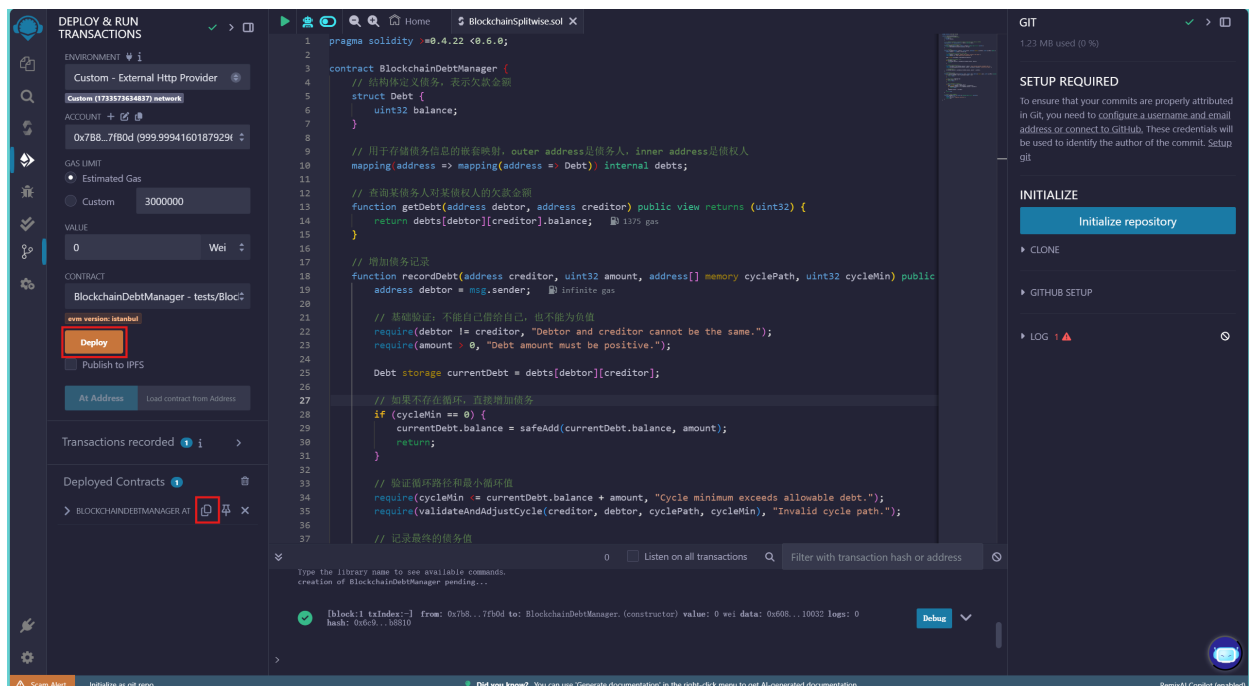 DEPLOY & RUN
TRANSACTIONS
ENVIRONMENT
Custom - External Http Provider
Custom (1733573634837) network
ACCOUNT
0x7B8...7fB0d (999.9994160187929(
GAS LIMIT
Estimated Gas
Custom 3000000
VALUE
0 Wei
CONTRACT
BlockchainDebtManager - tests/Bloc
evm version: istanbul
Deploy
Publish to IPFS
At Address Load contract from Address
Transactions recorded 1 i
Deployed Contracts 1
BLOCKCHAINDEBTMANAGER AT
Home BlockchainSplitwise.sol
1 pragma solidity >=0.4.22 <0.6.0;
2
3 contract BlockchainDebtManager {
4 // 结构体定义债务，表示欠款金额
5 struct Debt {
6 uint32 balance;
7 }
8
9 // 用于存储债务信息的嵌套映射，outer address是债务人，inner address是债权人
10 mapping(address => mapping(address => Debt)) internal debts;
11
12 // 查询某债务人对某债权人的欠款金额
13 function getDebt(address debtor, address creditor) public view returns (uint32) {
14 return debts[debtor][creditor].balance; 1375 gas
15 }
16
17 // 增加债务记录
18 function recordDebt(address creditor, uint32 amount, address[] memory cyclePath, uint32 cycleMin) public
19 address debtor = msg.sender; infinite gas
20
21 // 基础验证：不能自己借给自己，也不能为负值
22 require(debtor != creditor, "Debtor and creditor cannot be the same.");
23 require(amount > 0, "Debt amount must be positive.");
24
25 Debt storage currentDebt = debts[debtor][creditor];
26
27 // 如果不存在循环，直接增加债务
28 if (cycleMin == 0) {
29 currentDebt.balance = safeAdd(currentDebt.balance, amount);
30 return;
31 }
32
33 // 验证循环路径和最小循环值
34 require(cycleMin <= currentDebt.balance + amount, "Cycle minimum exceeds allowable debt.");
35 require(validateAndAdjustCycle(creditor, debtor, cyclePath, cycleMin), "Invalid cycle path.");
36
37 // 记录最终的债务值
0 Listen on all transactions Filter with transaction hash or address
Type the library name to see available commands.
creation of BlockchainDebtManager pending...
[block:1 txIndex:-] from: 0x7b8...7fb0d to: BlockchainDebtManager.(constructor) value: 0 wei data: 0x608...10032 logs: 0
hash: 0x6c9...b8810
Debug
>
GIT
1.23 MB used (0 %)
SETUP REQUIRED
To ensure that your commits are properly attributed
in Git, you need to configure a username and email
address or connect to GitHub. These credentials will
be used to identify the author of the commit. Setup
git
INITIALIZE
Initialize repository
CLONE
GITHUB SETUP
LOG 1
Scam Alert Initialize as git repo Did you know? You can use 'Generate documentation' in the right-click menu to get AI-generated documentation. RemixAI Copilot (enabled)